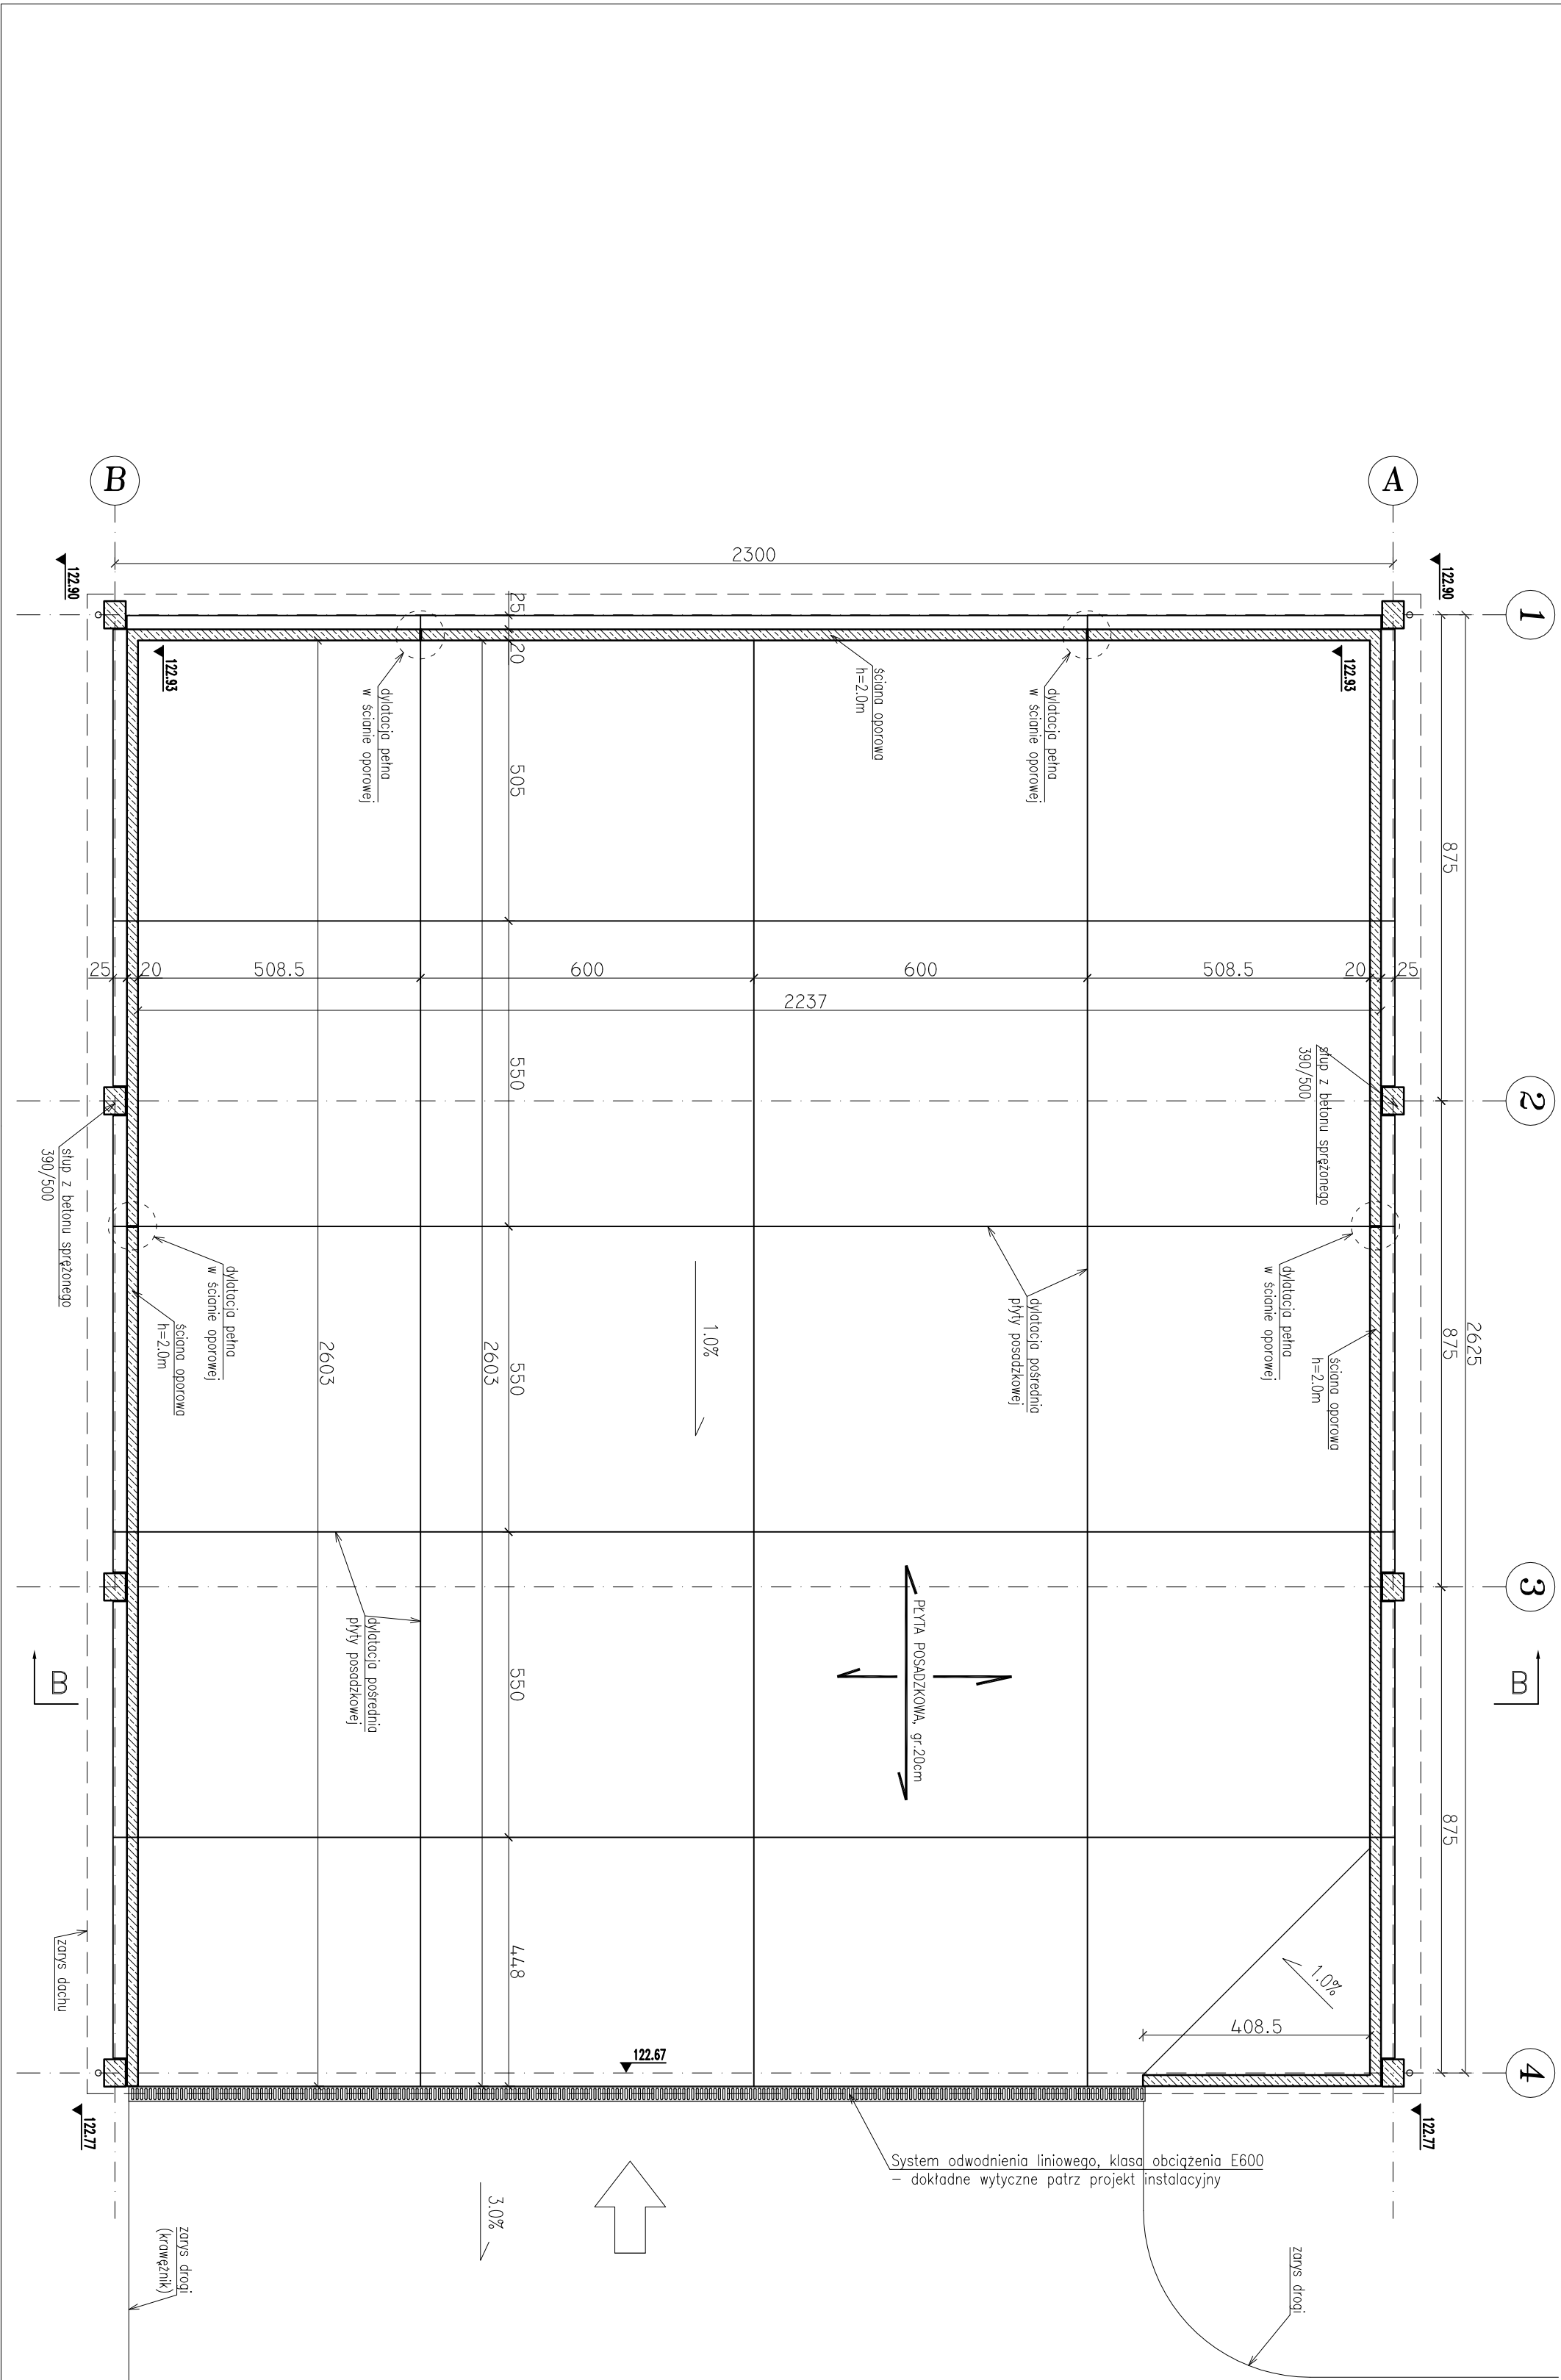 B
A
1
2
3
4
2300
122.90
122.90
122.93
122.93
25
20
505
550
550
550
448
875
875
875
2625
25
20
508.5
600
600
508.5
20
25
2237
2603
2603
408.5
dylatacja pełna
w ścianie oporowej
ściana oporowa
h=2.0m
dylatacja pełna
w ścianie oporowej
słup z betonu sprężonego
390/500
słup z betonu sprężonego
390/500
dylatacja pełna
w ścianie oporowej
ściana oporowa
h=2.0m
dylatacja pełna
w ścianie oporowej
ściana oporowa
h=2.0m
dylatacja pośrednia
płyty posadzkowej
1.0%
dylatacja pośrednia
płyty posadzkowej
PŁYTA POSADZKOWA, gr.20cm
B
B
1.0%
zarys dachu
122.67
122.77
122.77
System odwodnienia liniowego, klasa obciążenia E600
– dokładne wytyczne patrz projekt instalacyjny
3.0%
zarys drogi
(krawężnik)
zarys drogi